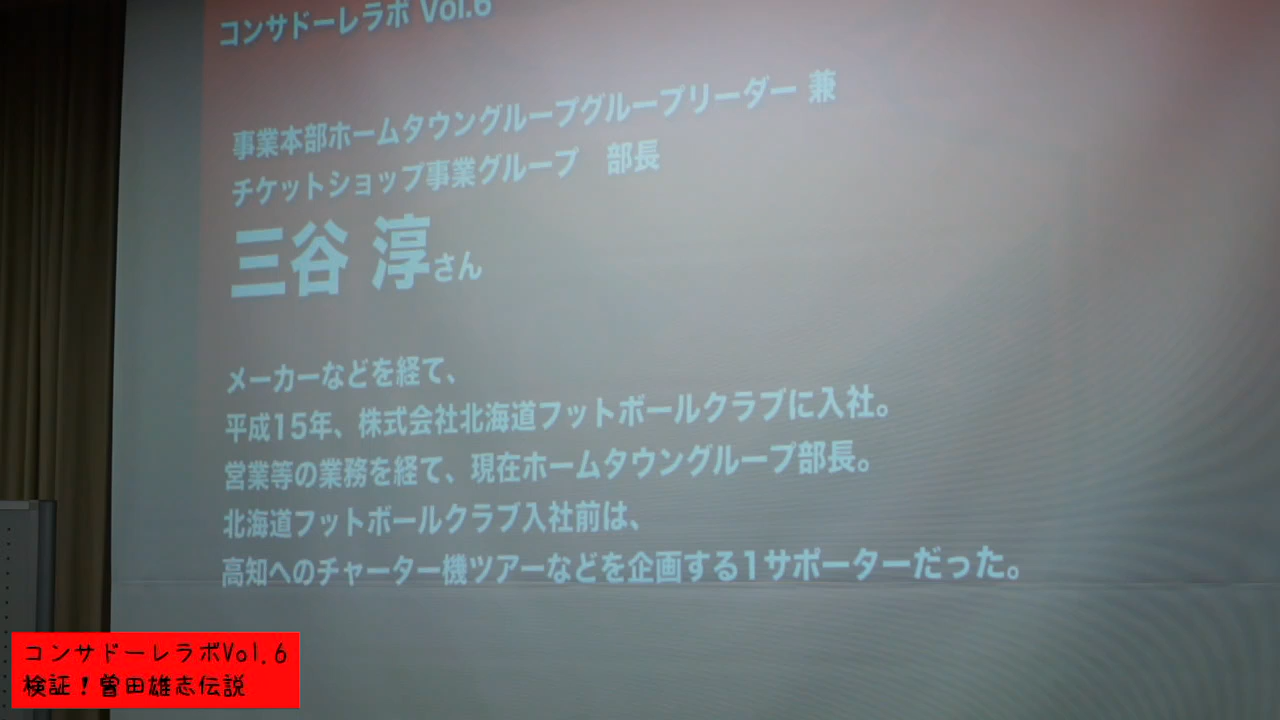 コンサドーレラボ Vol.6
事業本部ホームタウングループグループリーダー 兼
チケットショップ事業グループ　部長
三谷 淳さん
メーカーなどを経て、
平成15年、株式会社北海道フットボールクラブに入社。
営業等の業務を経て、現在ホームタウングループ部長。
北海道フットボールクラブ入社前は、
高知へのチャーター機ツアーなどを企画する1サポーターだった。
コンサドーレラボVol.6
検証！曽田雄志伝説